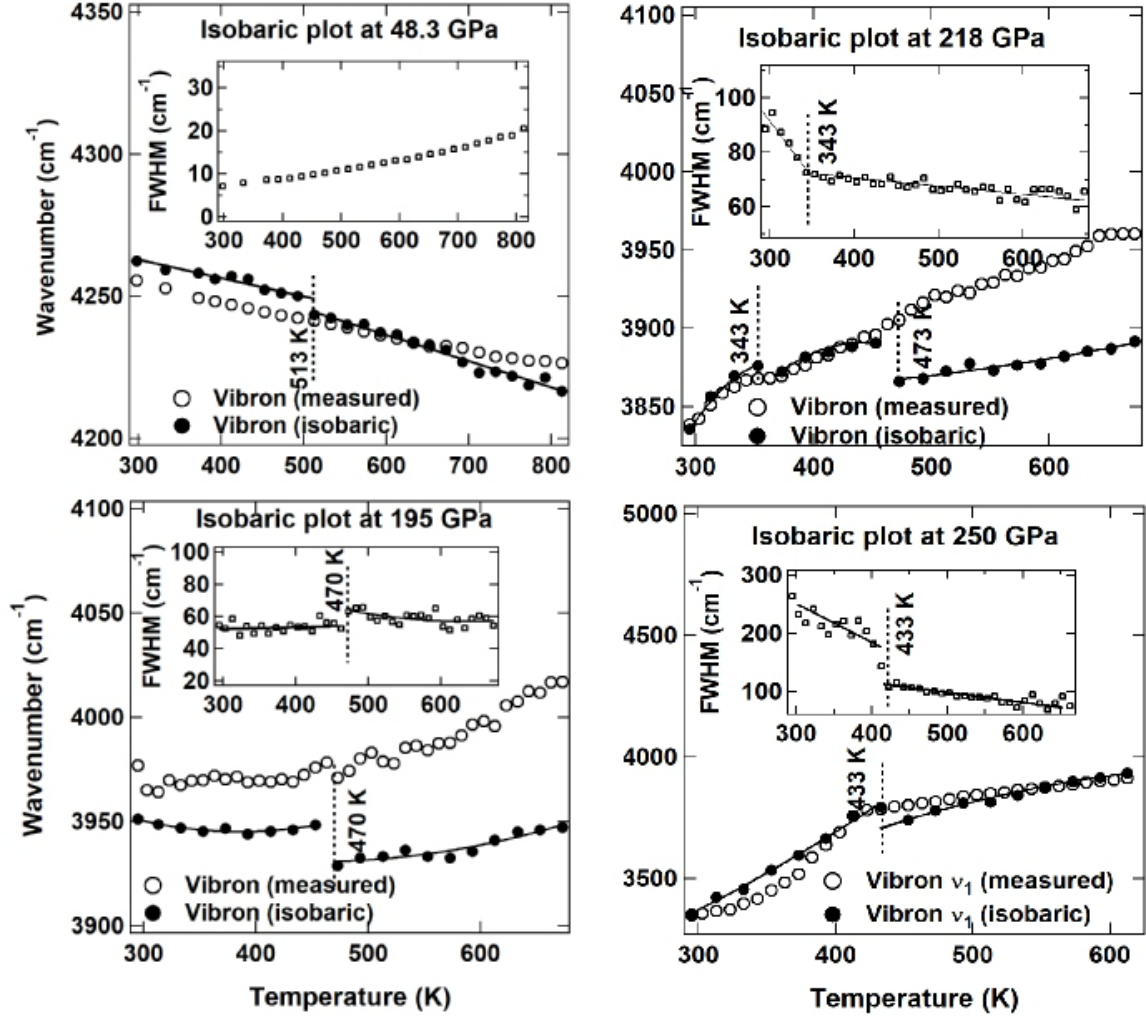 Isobaric plot at 48.3 GPa
4350
4300
4250
4200
Wavenumber (cm-1)
FWHM (cm-1)
30
20
10
0
300 400 500 600 700 800
513 K
Vibron (measured)
Vibron (isobaric)
300 400 500 600 700 800
Isobaric plot at 218 GPa
4100
4050
4000
3950
3900
3850
FWHM (cm-1)
100
80
60
343 K
300 400 500 600
343 K
473 K
Vibron (measured)
Vibron (isobaric)
300 400 500 600
Isobaric plot at 195 GPa
4100
4050
4000
3950
3900
Wavenumber (cm-1)
FWHM (cm-1)
100
80
60
40
20
470 K
300 400 500 600
470 K
Vibron (measured)
Vibron (isobaric)
300 400 500 600
Temperature (K)
Isobaric plot at 250 GPa
5000
4500
4000
3500
FWHM (cm-1)
300
200
100
433 K
300 400 500 600
433 K
Vibron ν1 (measured)
Vibron ν1 (isobaric)
300 400 500 600
Temperature (K)